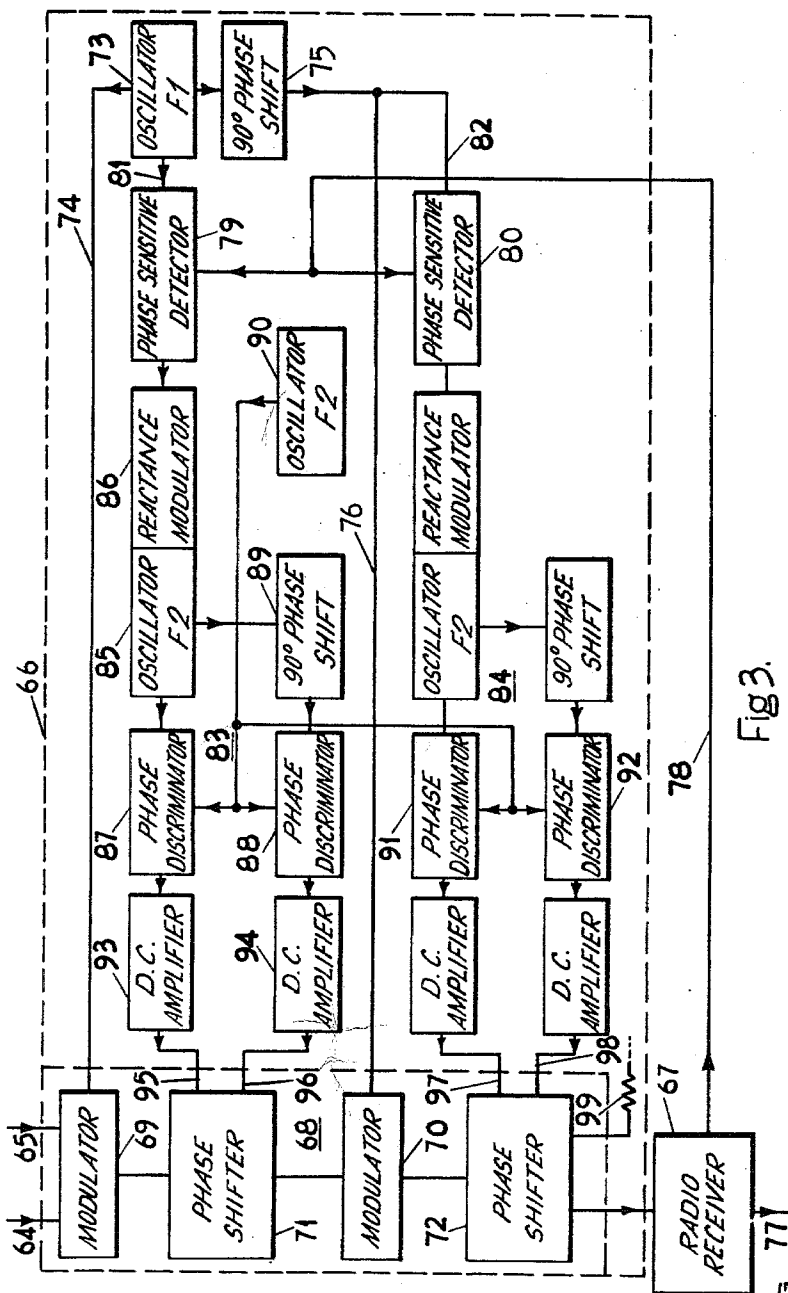 66
64
65
MODULATOR
69
74
PHASE
SHIFTER
71
95
96
68
MODULATOR
70
76
PHASE
SHIFTER
72
97
98
99
93
D.C.
AMPLIFIER
94
D.C.
AMPLIFIER
D.C.
AMPLIFIER
D.C.
AMPLIFIER
87
PHASE
DISCRIMINATOR
83
88
PHASE
DISCRIMINATOR
91
PHASE
DISCRIMINATOR
PHASE
DISCRIMINATOR
92
85
OSCILLATOR
F2
86
REACTANCE
MODULATOR
89
90° PHASE
SHIFT
90
OSCILLATOR
F2
OSCILLATOR
F2
REACTANCE
MODULATOR
84
90° PHASE
SHIFT
PHASE SENSITIVE
DETECTOR
79
PHASE SENSITIVE
DETECTOR
80
81
82
73
OSCILLATOR
F1
90° PHASE
SHIFT
75
67
RADIO
RECEIVER
77
78
Fig3.